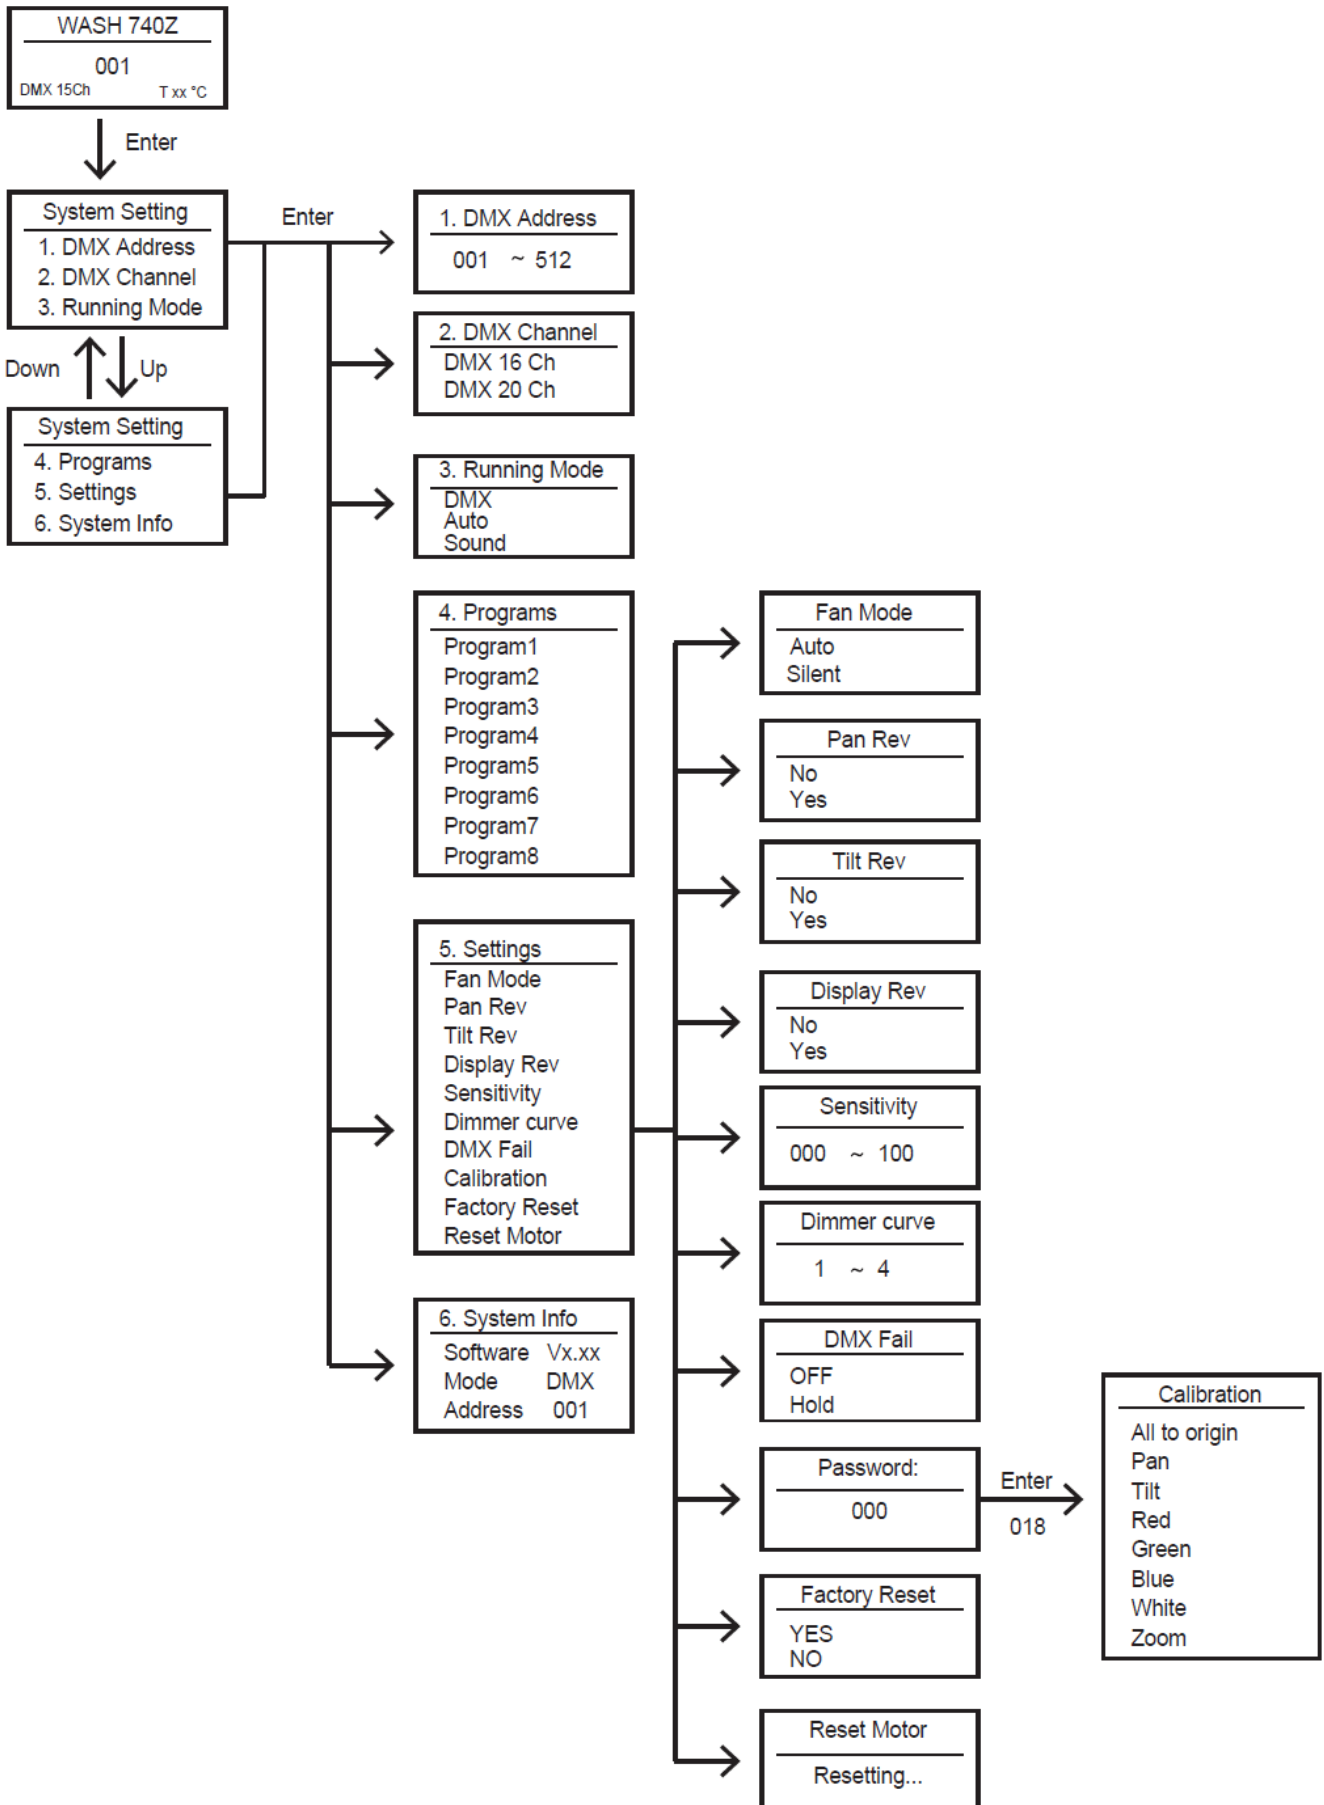 WASH 740Z
001
DMX 15Ch T xx °C
Enter
System Setting
1. DMX Address
2. DMX Channel
3. Running Mode
Down
Up
System Setting
4. Programs
5. Settings
6. System Info
Enter
1. DMX Address
001 ~ 512
2. DMX Channel
DMX 16 Ch
DMX 20 Ch
3. Running Mode
DMX
Auto
Sound
4. Programs
Program1
Program2
Program3
Program4
Program5
Program6
Program7
Program8
5. Settings
Fan Mode
Pan Rev
Tilt Rev
Display Rev
Sensitivity
Dimmer curve
DMX Fail
Calibration
Factory Reset
Reset Motor
6. System Info
Software Vx.xx
Mode DMX
Address 001
Fan Mode
Auto
Silent
Pan Rev
No
Yes
Tilt Rev
No
Yes
Display Rev
No
Yes
Sensitivity
000 ~ 100
Dimmer curve
1 ~ 4
DMX Fail
OFF
Hold
Password:
000
Enter
018
Calibration
All to origin
Pan
Tilt
Red
Green
Blue
White
Zoom
Factory Reset
YES
NO
Reset Motor
Resetting...